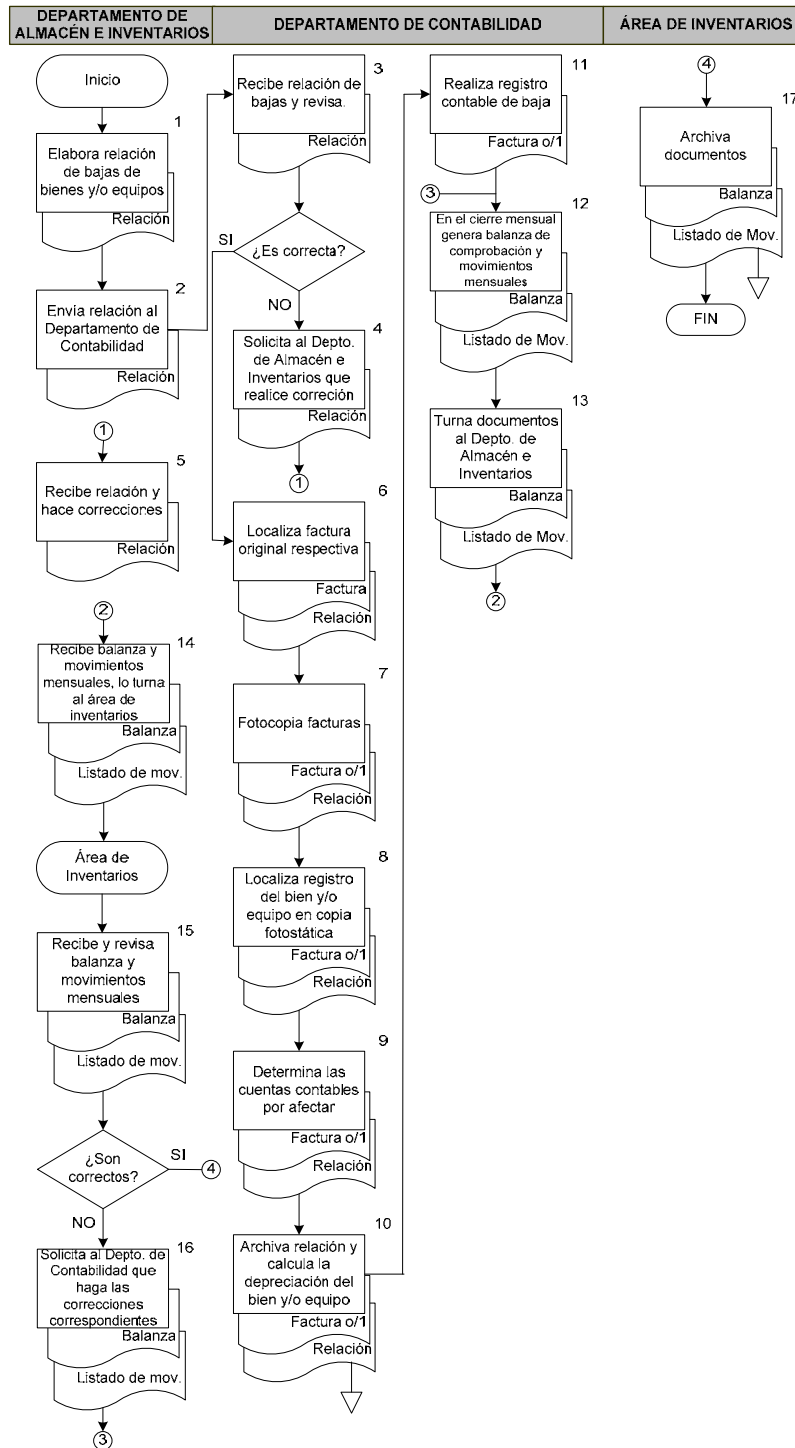 DEPARTAMENTO DE
ALMACÉN E INVENTARIOS
DEPARTAMENTO DE CONTABILIDAD
ÁREA DE INVENTARIOS
Inicio
1
Elabora relación
de bajas de
bienes y/o equipos
Relación
2
Envía relación al
Departamento de
Contabilidad
Relación
1
5
Recibe relación y
hace correcciones
Relación
2
14
Recibe balanza y
movimientos
mensuales, lo turna
al área de
inventarios
Balanza
Listado de mov.
Área de
Inventarios
15
Recibe y revisa
balanza y
movimientos
mensuales
Balanza
Listado de mov.
¿Son
correctos?
SI
4
NO
16
Solicita al Depto. de
Contabilidad que
haga las
correcciones
correspondientes
Balanza
Listado de mov.
3
3
Recibe relación de
bajas y revisa.
Relación
SI
¿Es correcta?
NO
4
Solicita al Depto.
de Almacén e
Inventarios que
realice correción
Relación
1
6
Localiza factura
original respectiva
Factura
Relación
7
Fotocopia facturas
Factura o/1
Relación
8
Localiza registro
del bien y/o
equipo en copia
fotostática
Factura o/1
Relación
9
Determina las
cuentas contables
por afectar
Factura o/1
Relación
10
Archiva relación y
calcula la
depreciación del
bien y/o equipo
Factura o/1
Relación
11
Realiza registro
contable de baja
Factura o/1
3
12
En el cierre mensual
genera balanza de
comprobación y
movimientos
mensuales
Balanza
Listado de Mov.
13
Turna documentos
al Depto. de
Almacén e
Inventarios
Balanza
Listado de Mov.
2
4
17
Archiva
documentos
Balanza
Listado de Mov.
FIN